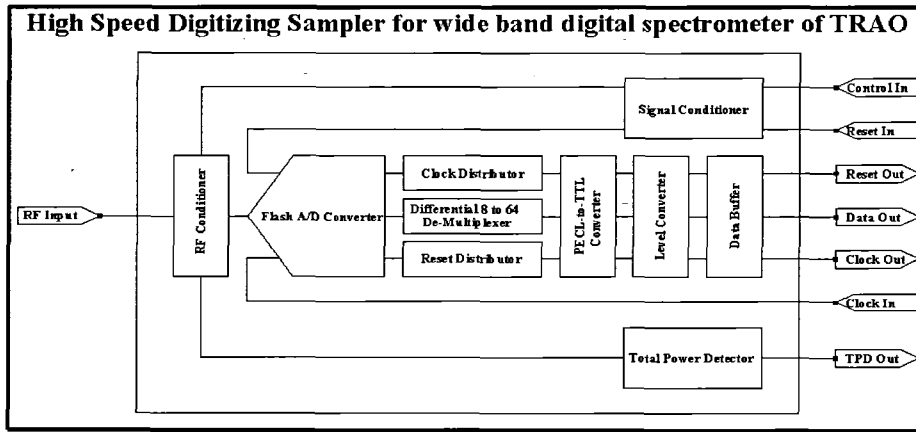 High Speed Digitizing Sampler for wide band digital spectrometer of TRAO
Control In
Signal Conditioner
Reset In
Clock Distributor
Reset Out
RF Input
RF Conditioner
Flash A/D Converter
Differential 8 to 64
De-Multiplexer
PECL-to-TTL
Converter
Level Converter
Data Buffer
Data Out
Reset Distributor
Clock Out
Clock In
Total Power Detector
TPD Out